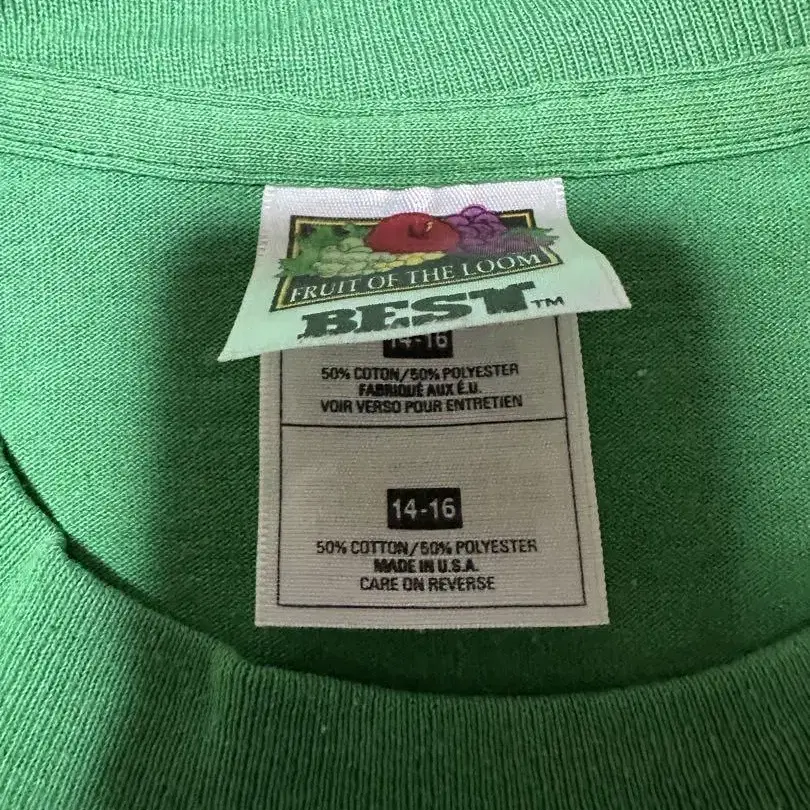 FRUIT OF THE LOOM
BEST™
14-16
50% COTON/50% POLYESTER
FABRIQUÉ AUX É.U.
VOIR VERSO POUR ENTRETIEN
14-16
50% COTTON/50% POLYESTER
MADE IN U.S.A.
CARE ON REVERSE